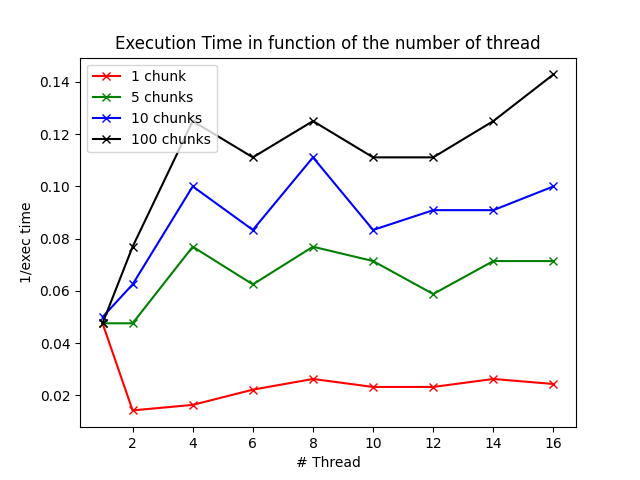 Execution Time in function of the number of thread
1 chunk
5 chunks
10 chunks
100 chunks
1/exec time
0.14
0.12
0.10
0.08
0.06
0.04
0.02
2 4 6 8 10 12 14 16
# Thread